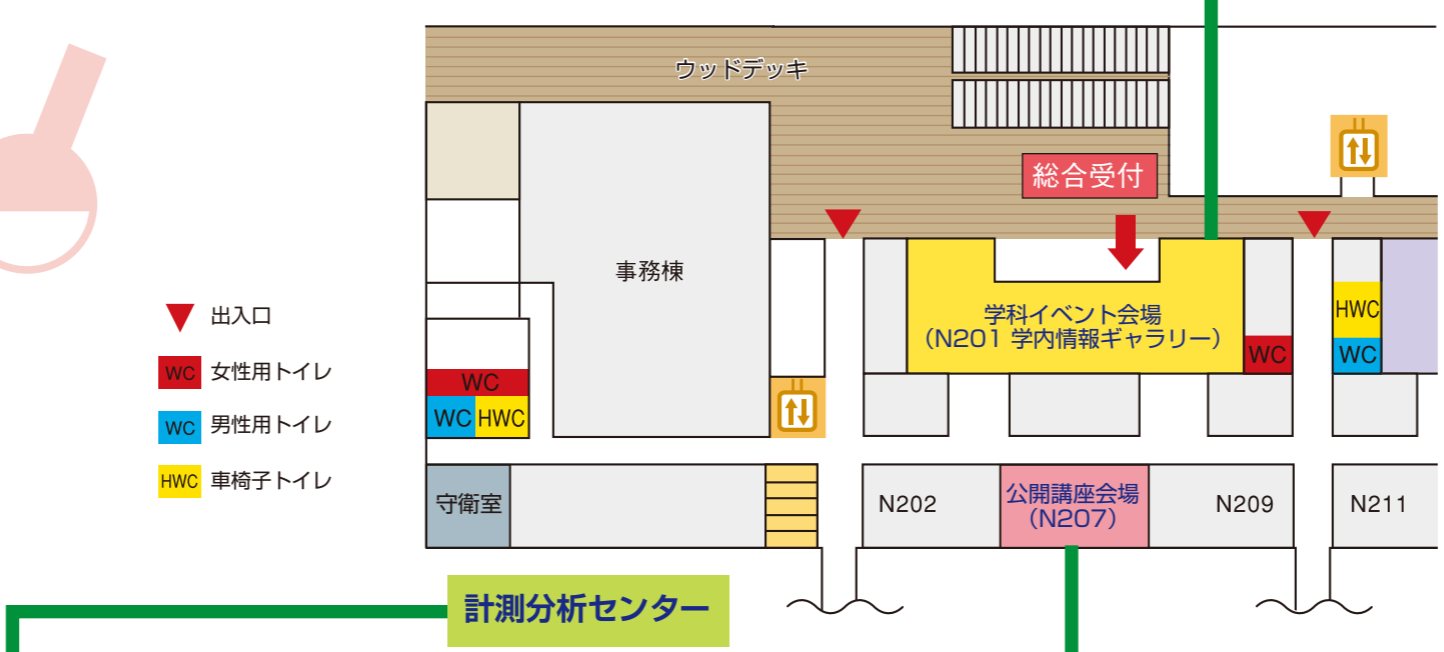 ウッドデッキ
総合受付
事務棟
学科イベント会場
（N201 学内情報ギャラリー）
出入口
WC 女性用トイレ
WC 男性用トイレ
HWC 車椅子トイレ
WC
WC HWC
WC
HWC
WC
守衛室
N202
公開講座会場
（N207）
N209
N211
計測分析センター